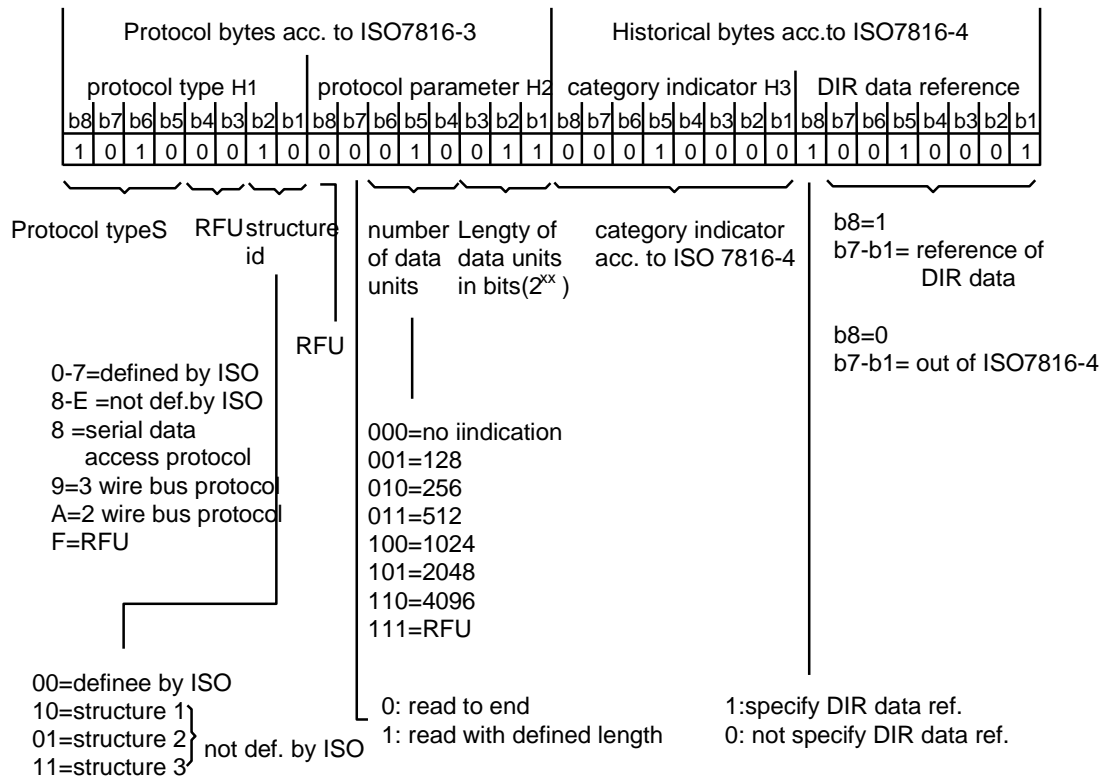 Protocol bytes acc. to ISO7816-3 Historical bytes acc.to ISO7816-4
protocol type H1 protocol parameter H2 category indicator H3 DIR data reference
b8 b7 b6 b5 b4 b3 b2 b1 b8 b7 b6 b5 b4 b3 b2 b1 b8 b7 b6 b5 b4 b3 b2 b1 b8 b7 b6 b5 b4 b3 b2 b1
1 0 1 0 0 0 1 0 0 0 0 1 0 0 1 1 0 0 0 1 0 0 0 0 1 0 0 1 0 0 0 1
Protocol typeS
RFU
structure
id
RFU
number
of data
units
Lengty of
data units
in bits(2^xx )
category indicator
acc. to ISO 7816-4
b8=1
b7-b1= reference of
DIR data
b8=0
b7-b1= out of ISO7816-4
0-7=defined by ISO
8-E =not def.by ISO
8 =serial data
access protocol
9=3 wire bus protocol
A=2 wire bus protocol
F=RFU
000=no iindication
001=128
010=256
011=512
100=1024
101=2048
110=4096
111=RFU
00=definee by ISO
10=structure 1
01=structure 2
11=structure 3
not def. by ISO
0: read to end
1: read with defined length
1:specify DIR data ref.
0: not specify DIR data ref.